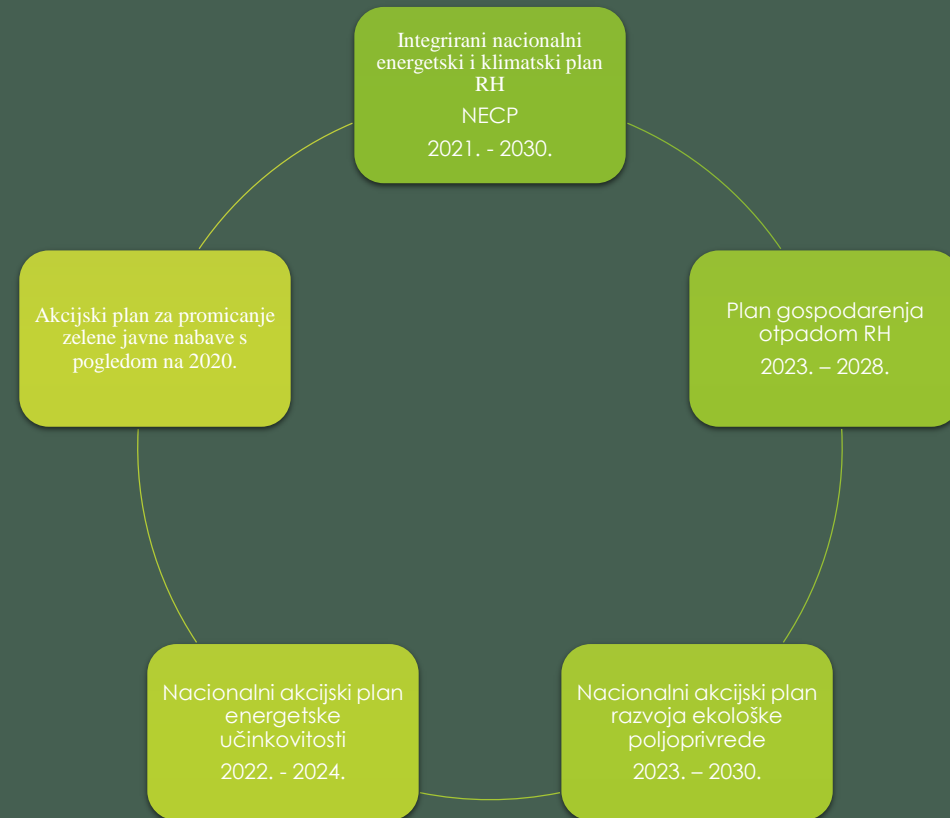 Integrirani nacionalni
energetski i klimatski plan
RH
NECP
2021. - 2030.
Plan gospodarenja
otpadom RH
2023. – 2028.
Nacionalni akcijski plan
razvoja ekološke
poljoprivrede
2023. – 2030.
Nacionalni akcijski plan
energetske
učinkovitosti
2022. - 2024.
Akcijski plan za promicanje
zelene javne nabave s
pogledom na 2020.